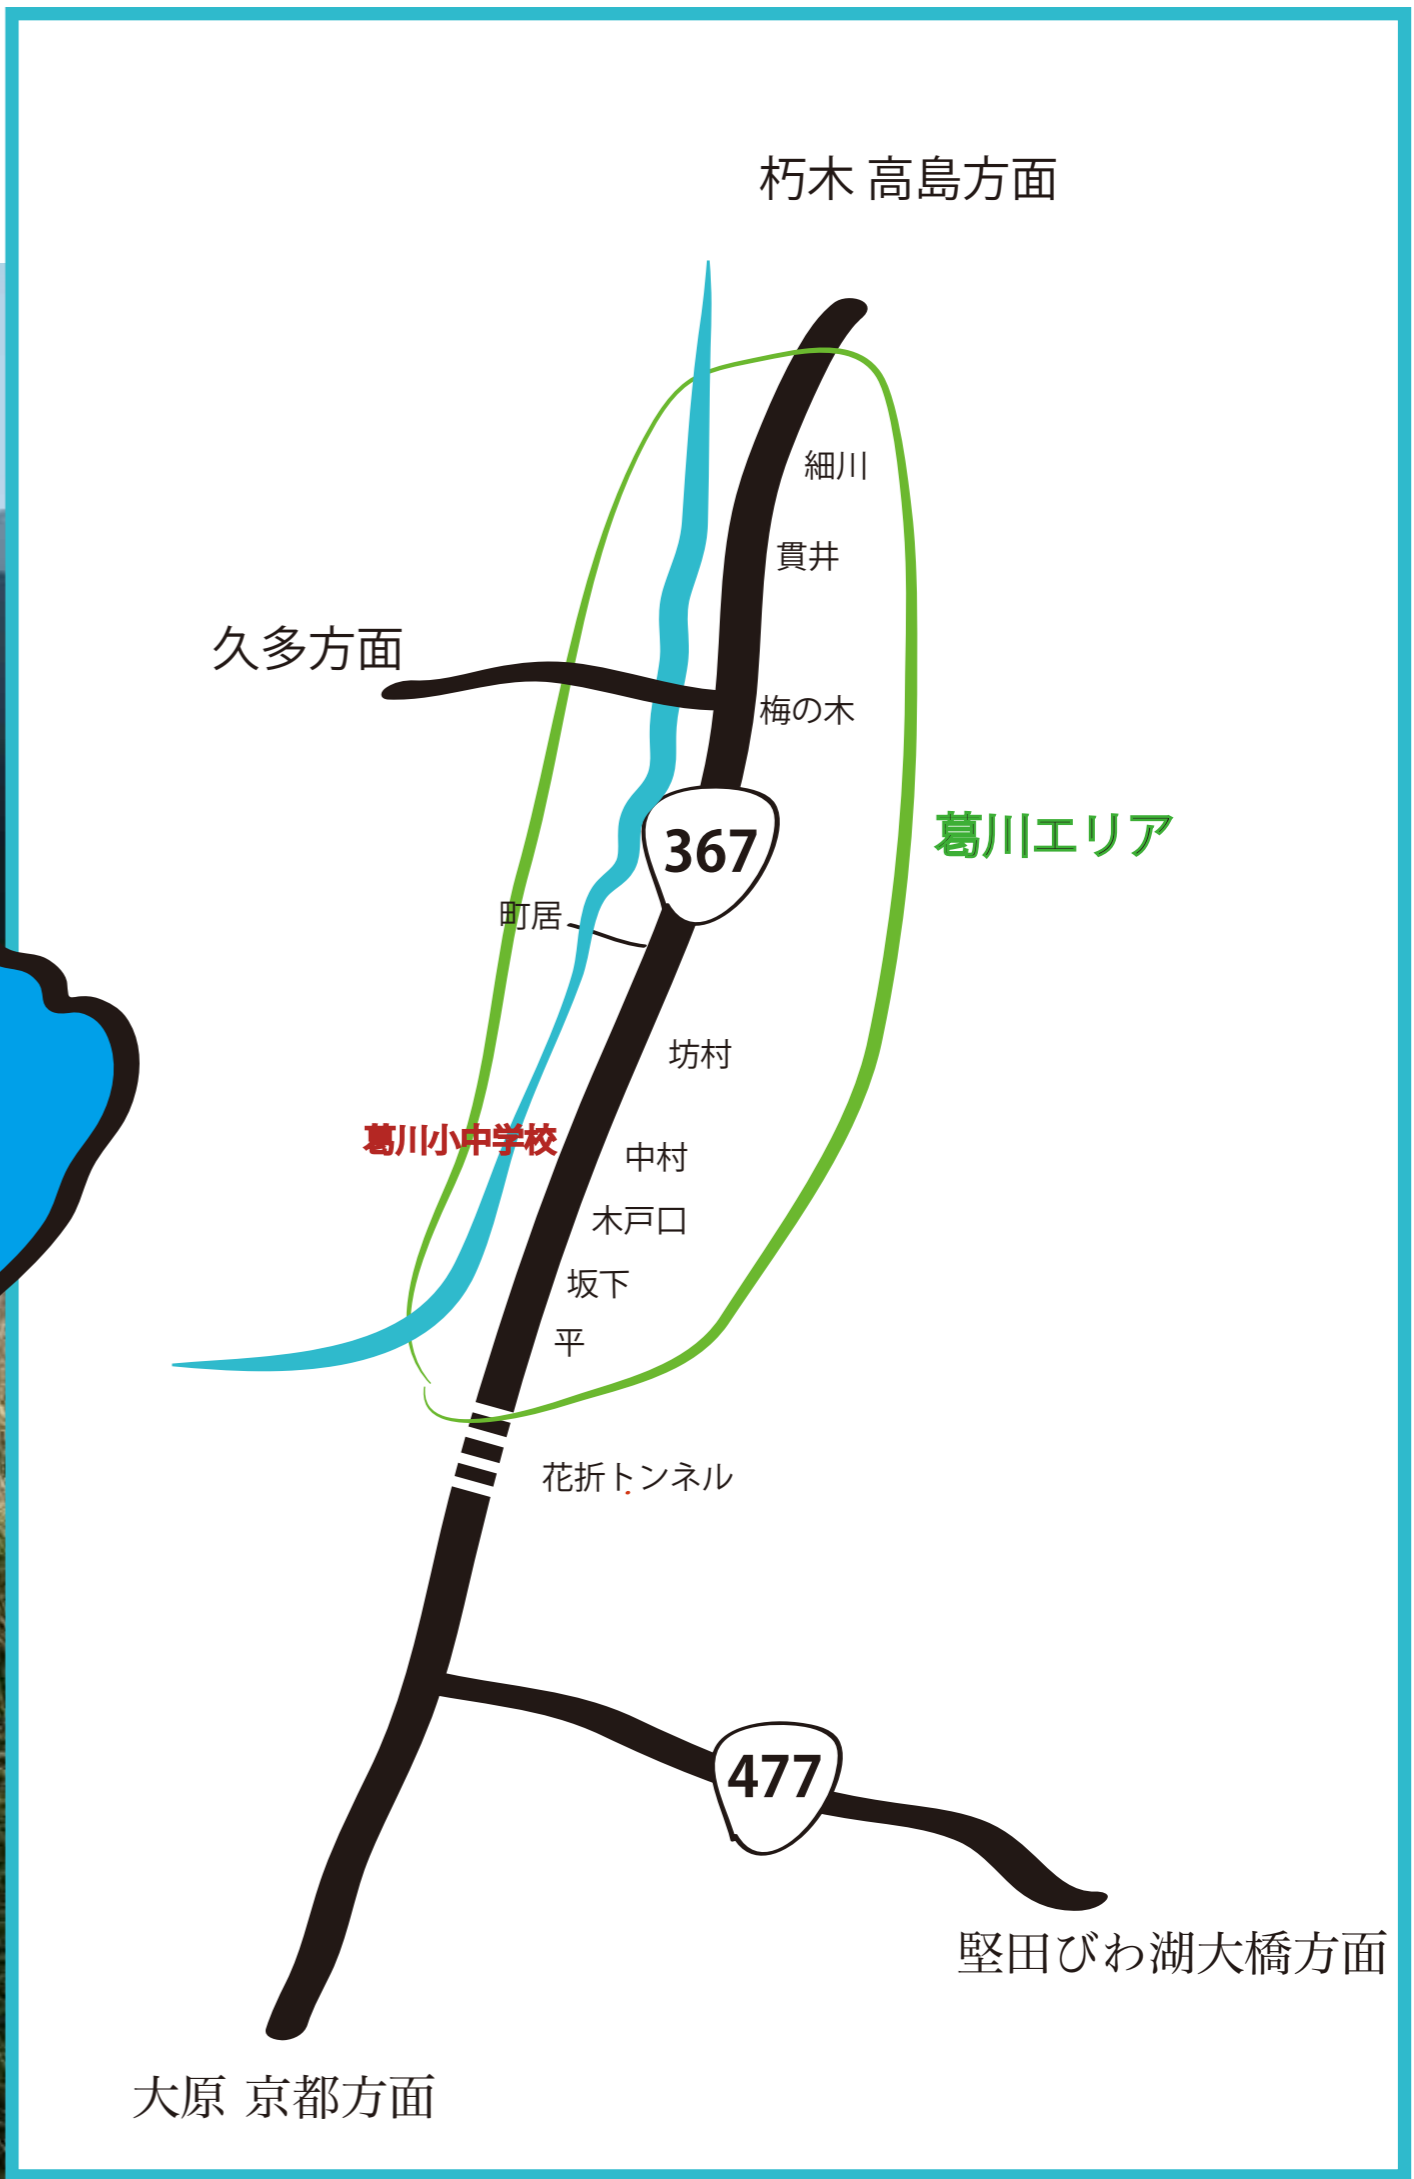 朽木 高島方面
細川
貫井
久多方面
梅の木
葛川エリア
367
町居
坊村
葛川小中学校
中村
木戸口
坂下
平
花折トンネル
477
堅田びわ湖大橋方面
大原 京都方面